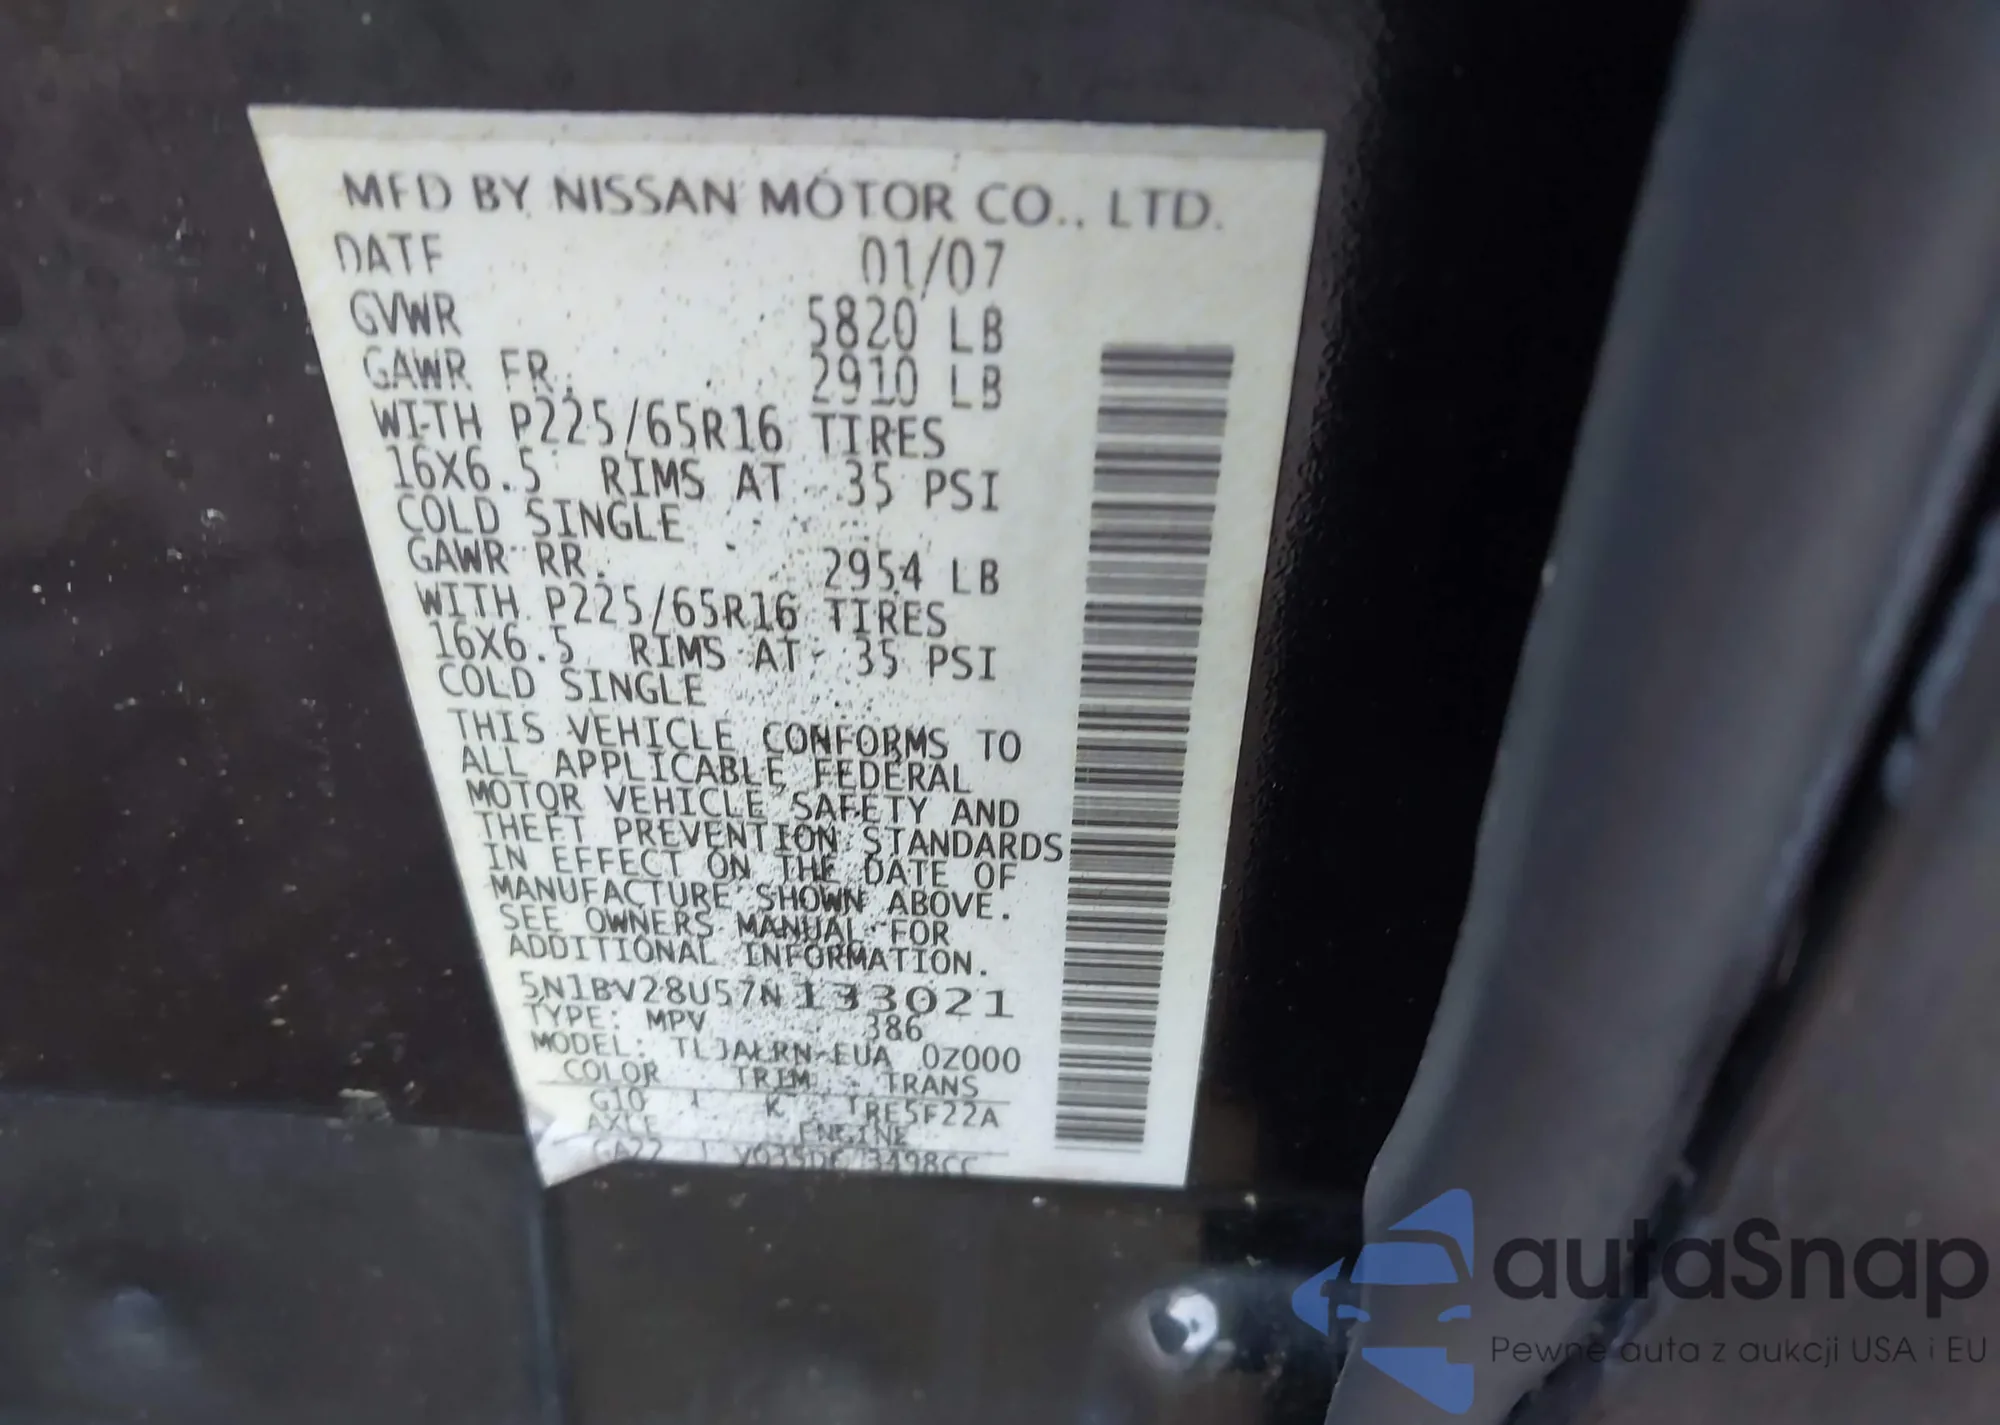 MFD BY NISSAN MOTOR CO., LTD.
DATE 01/07
GVWR 5820 LB
GAWR FR. 2910 LB
WITH P225/65R16 TIRES
16X6.5 RIMS AT 35 PSI
COLD SINGLE
GAWR RR. 2954 LB
WITH P225/65R16 TIRES
16X6.5 RIMS AT 35 PSI
COLD SINGLE
THIS VEHICLE CONFORMS TO
ALL APPLICABLE FEDERAL
MOTOR VEHICLE SAFETY AND
THEFT PREVENTION STANDARDS
IN EFFECT ON THE DATE OF
MANUFACTURE SHOWN ABOVE.
SEE OWNERS MANUAL FOR
ADDITIONAL INFORMATION.
5N1BV28U57N133021
TYPE: MPV 386
MODEL: EUA 0Z000
COLOR TRIM TRANS
G10 K TRE5F22A
AXLE ENGINE
GA22 3498CC
autaSnap
Pewne auta z aukcji USA i EU